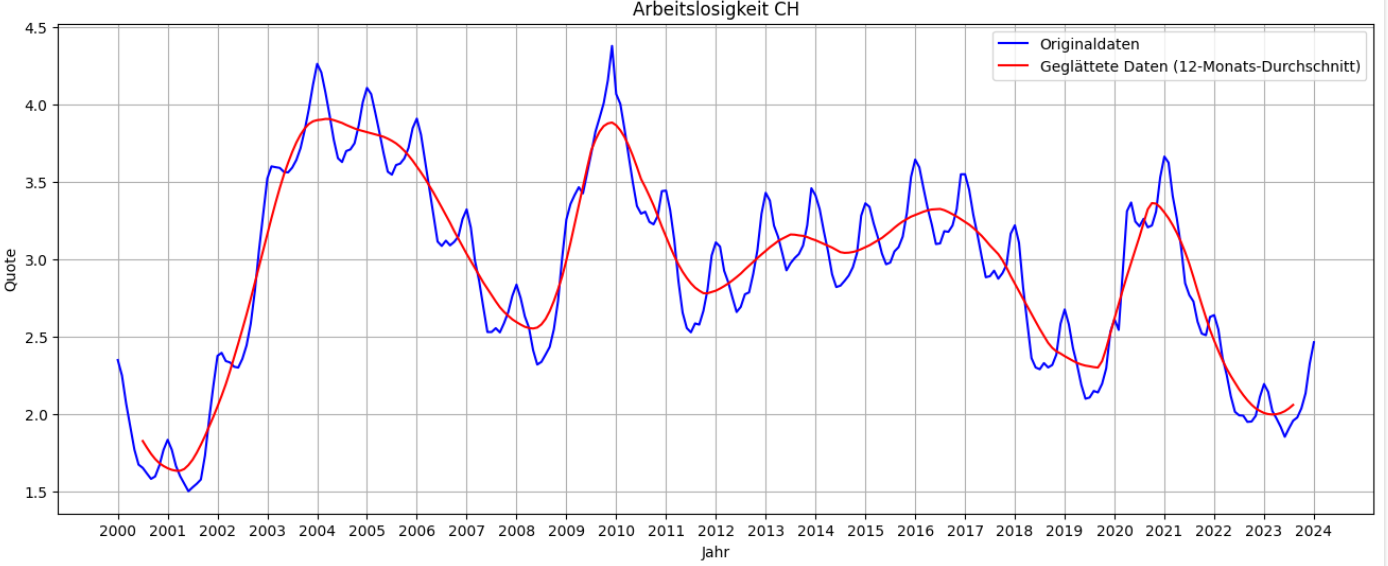 Arbeitslosigkeit CH
Originaldaten
Geglättete Daten (12-Monats-Durchschnitt)
Quote
4.5
4.0
3.5
3.0
2.5
2.0
1.5
2000 2001 2002 2003 2004 2005 2006 2007 2008 2009 2010 2011 2012 2013 2014 2015 2016 2017 2018 2019 2020 2021 2022 2023 2024
Jahr